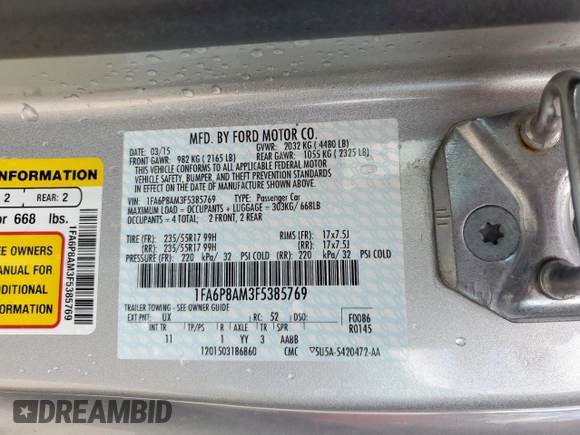 MFD. BY FORD MOTOR CO.
DATE: 03/15 GVWR: 2032 KG ( 4480 LB)
FRONT GAWR: 982 KG ( 2165 LB) REAR GAWR: 1055 KG ( 2325 LB)
THIS VEHICLE CONFORMS TO ALL APPLICABLE FEDERAL MOTOR
VEHICLE SAFETY, BUMPER, AND THEFT PREVENTION STANDARDS IN
EFFECT ON THE DATE OF MANUFACTURE SHOWN ABOVE.
VIN: 1FA6P8AM3F5385769 TYPE: Passenger Car
MAXIMUM LOAD = OCCUPANTS + LUGGAGE = 303KG/ 668LB
OCCUPANTS = 4 TOTAL; 2 FRONT, 2 REAR
TIRE (FR): 235/55R17 99H RIMS (FR): 17x7.5J
(RR): 235/55R17 99H (RR): 17x7.5J
PRESSURE (FR): 220 kPa/ 32 PSI COLD (RR): 220 kPa/ 32 PSI COLD
1FA6P8AM3F5385769
TRAILER TOWING - SEE OWNER GUIDE
EXT PNT: UX RC: 52 DSO: F0086
R0145
INT TR TP/PS R AXLE TR SPR
11 1 YY 3 AABB
1201503186860 CMC ▽5U5A-5420472-AA
INFORMATION
2 REAR: 2
or 668 lbs.
EE OWNERS
MANUAL FOR
ADDITIONAL
INFORMATION
1FA6P8AM3F5385769
DREAMBID